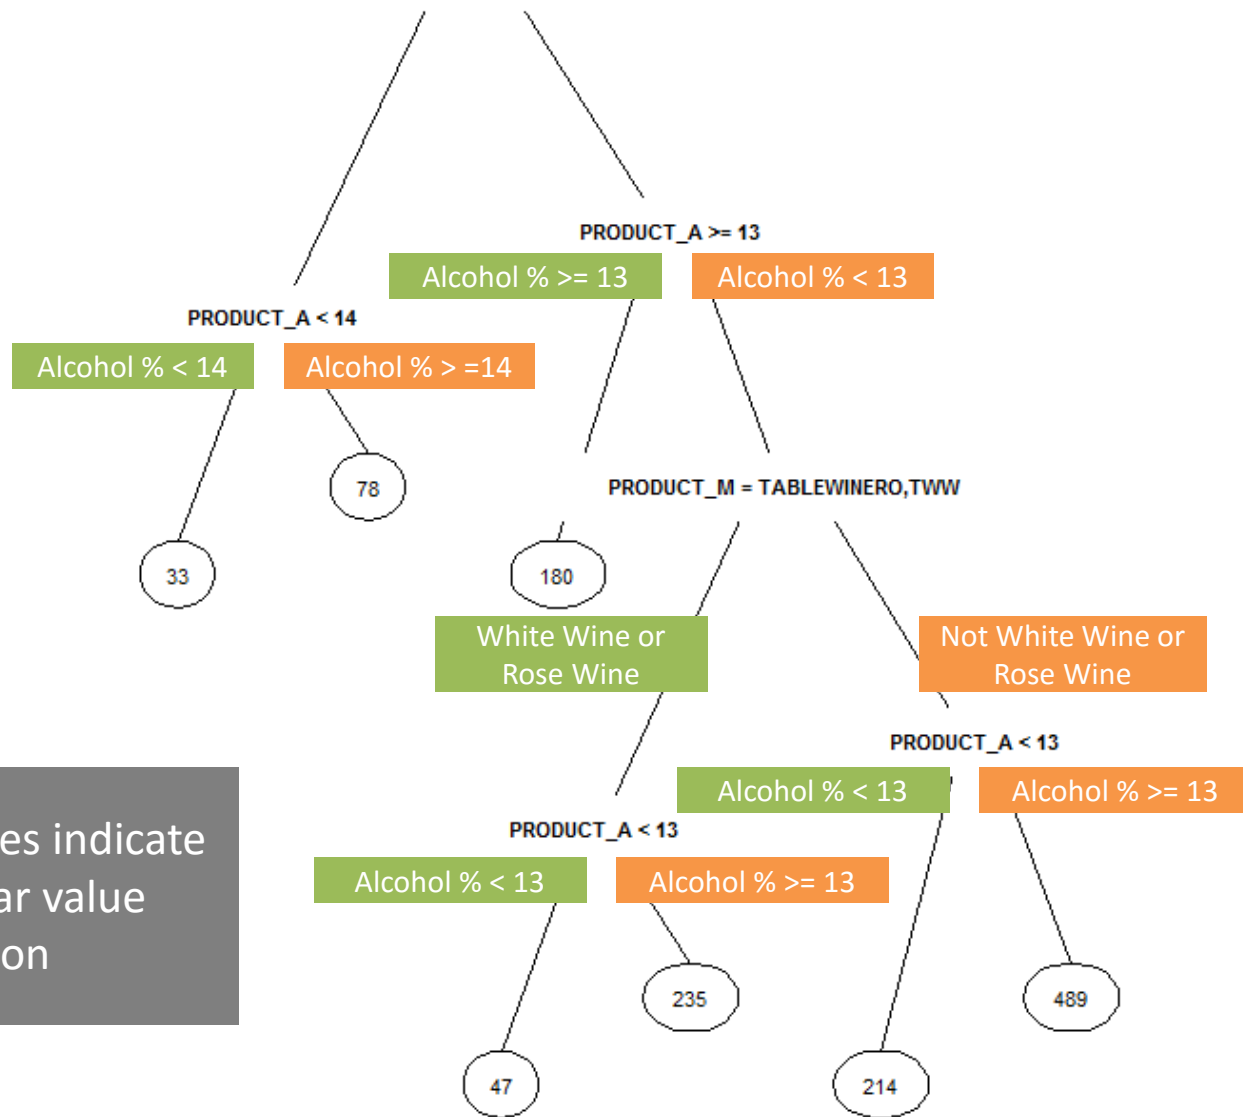 PRODUCT_A >= 13
Alcohol % >= 13
Alcohol % < 13
PRODUCT_A < 14
Alcohol % < 14
Alcohol % > =14
78
PRODUCT_M = TABLEWINERO,TWW
33
180
White Wine or
Rose Wine
Not White Wine or
Rose Wine
PRODUCT_A < 13
Alcohol % < 13
Alcohol % >= 13
PRODUCT_A < 13
Alcohol % < 13
Alcohol % >= 13
es indicate
ar value
on
235
489
47
214